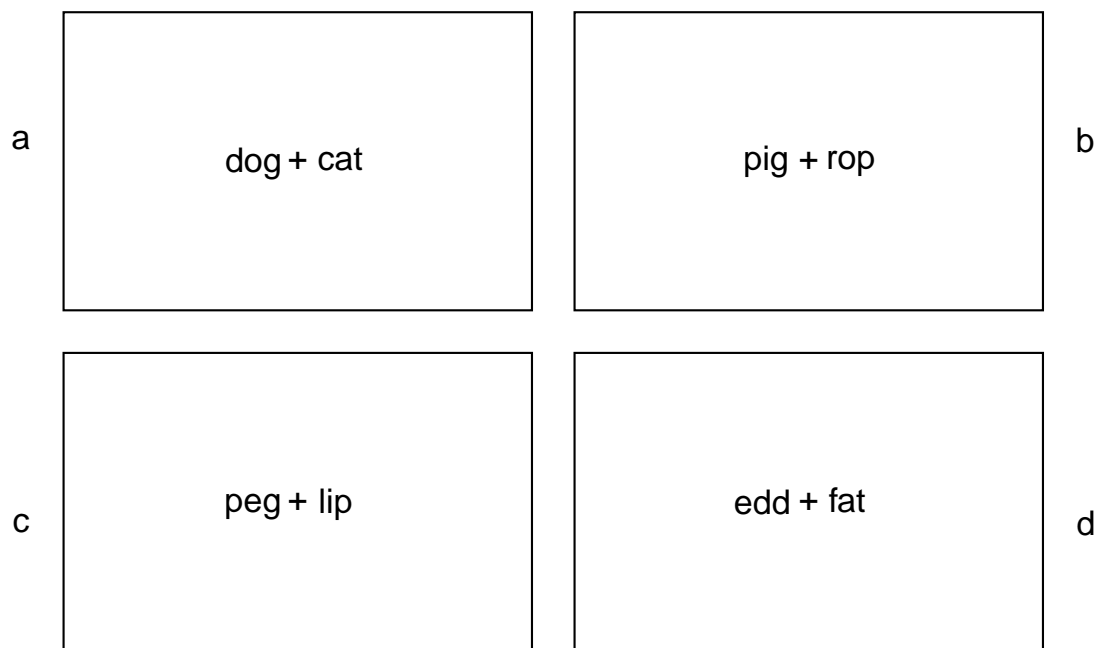 a
dog + cat
pig + rop
b
c
peg + lip
edd + fat
d